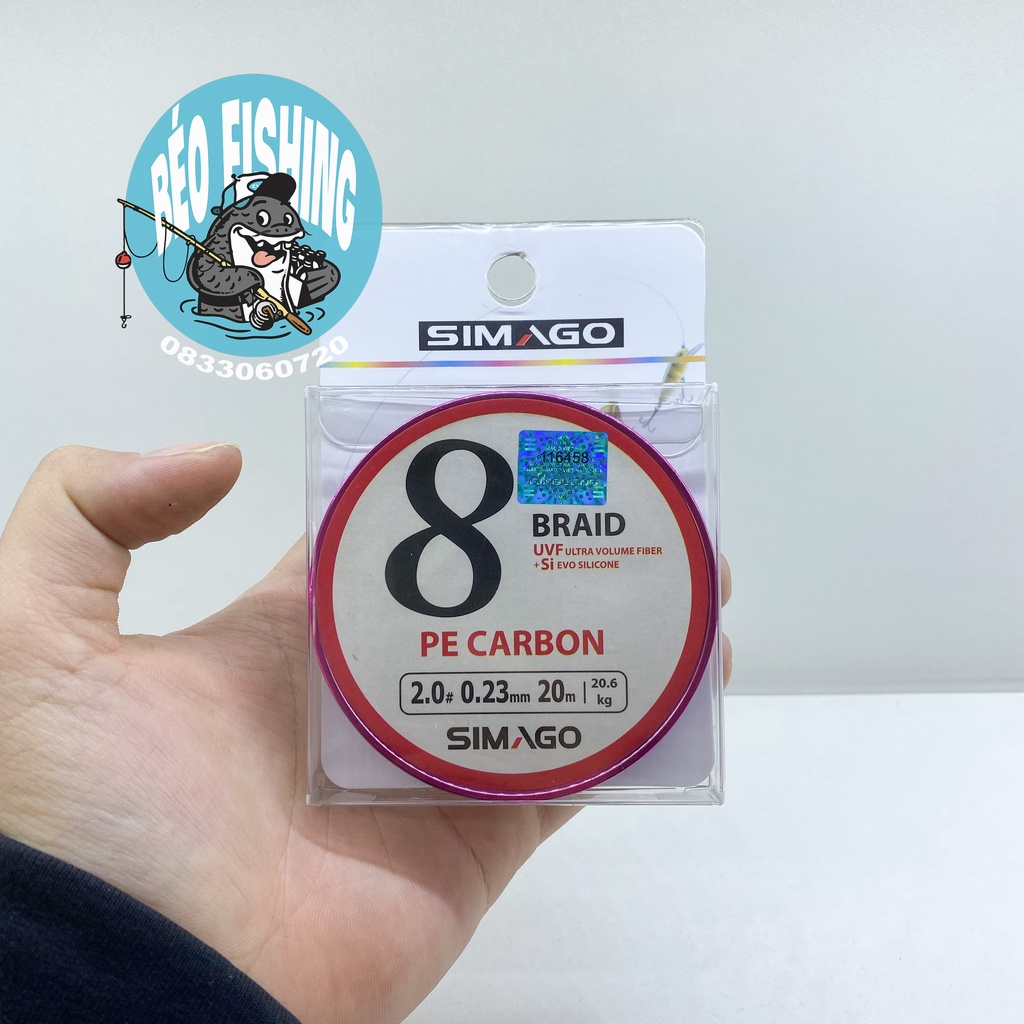 BÉO FISHING
0833060720
SIMAGO
8
116458
BRAID
UVF ULTRA VOLUME FIBER
+Si EVO SILICONE
PE CARBON
2.0# 0.23mm 20m | 20.6 kg
SIMAGO